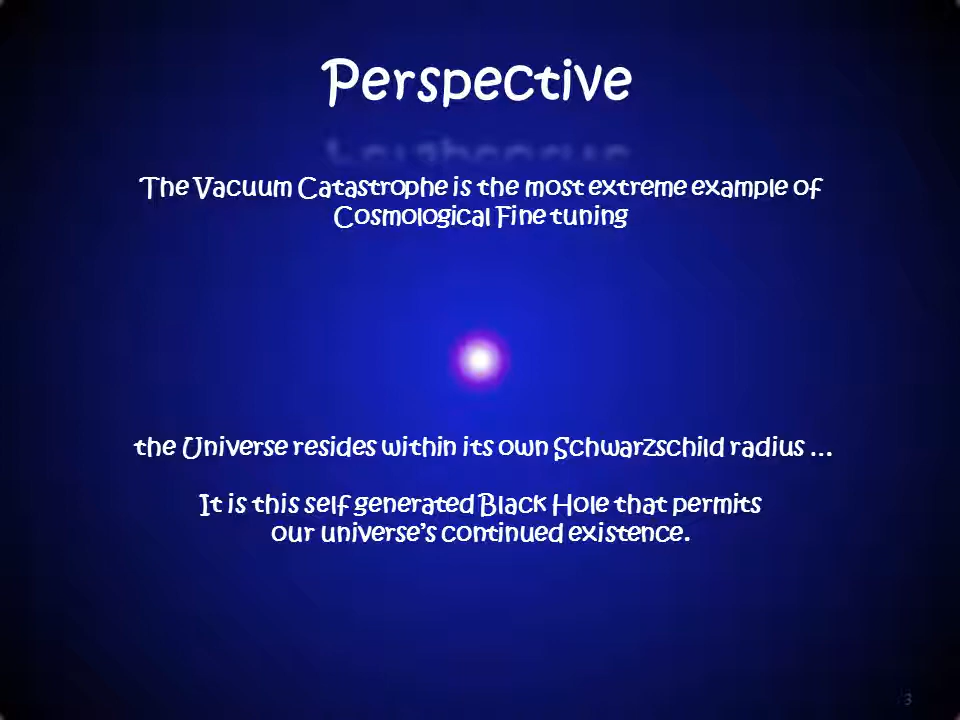 Perspective
The Vacuum Catastrophe is the most extreme example of
Cosmological Fine tuning
the Universe resides within its own Schwarzschild radius ...
It is this self generated Black Hole that permits
our universe's continued existence.